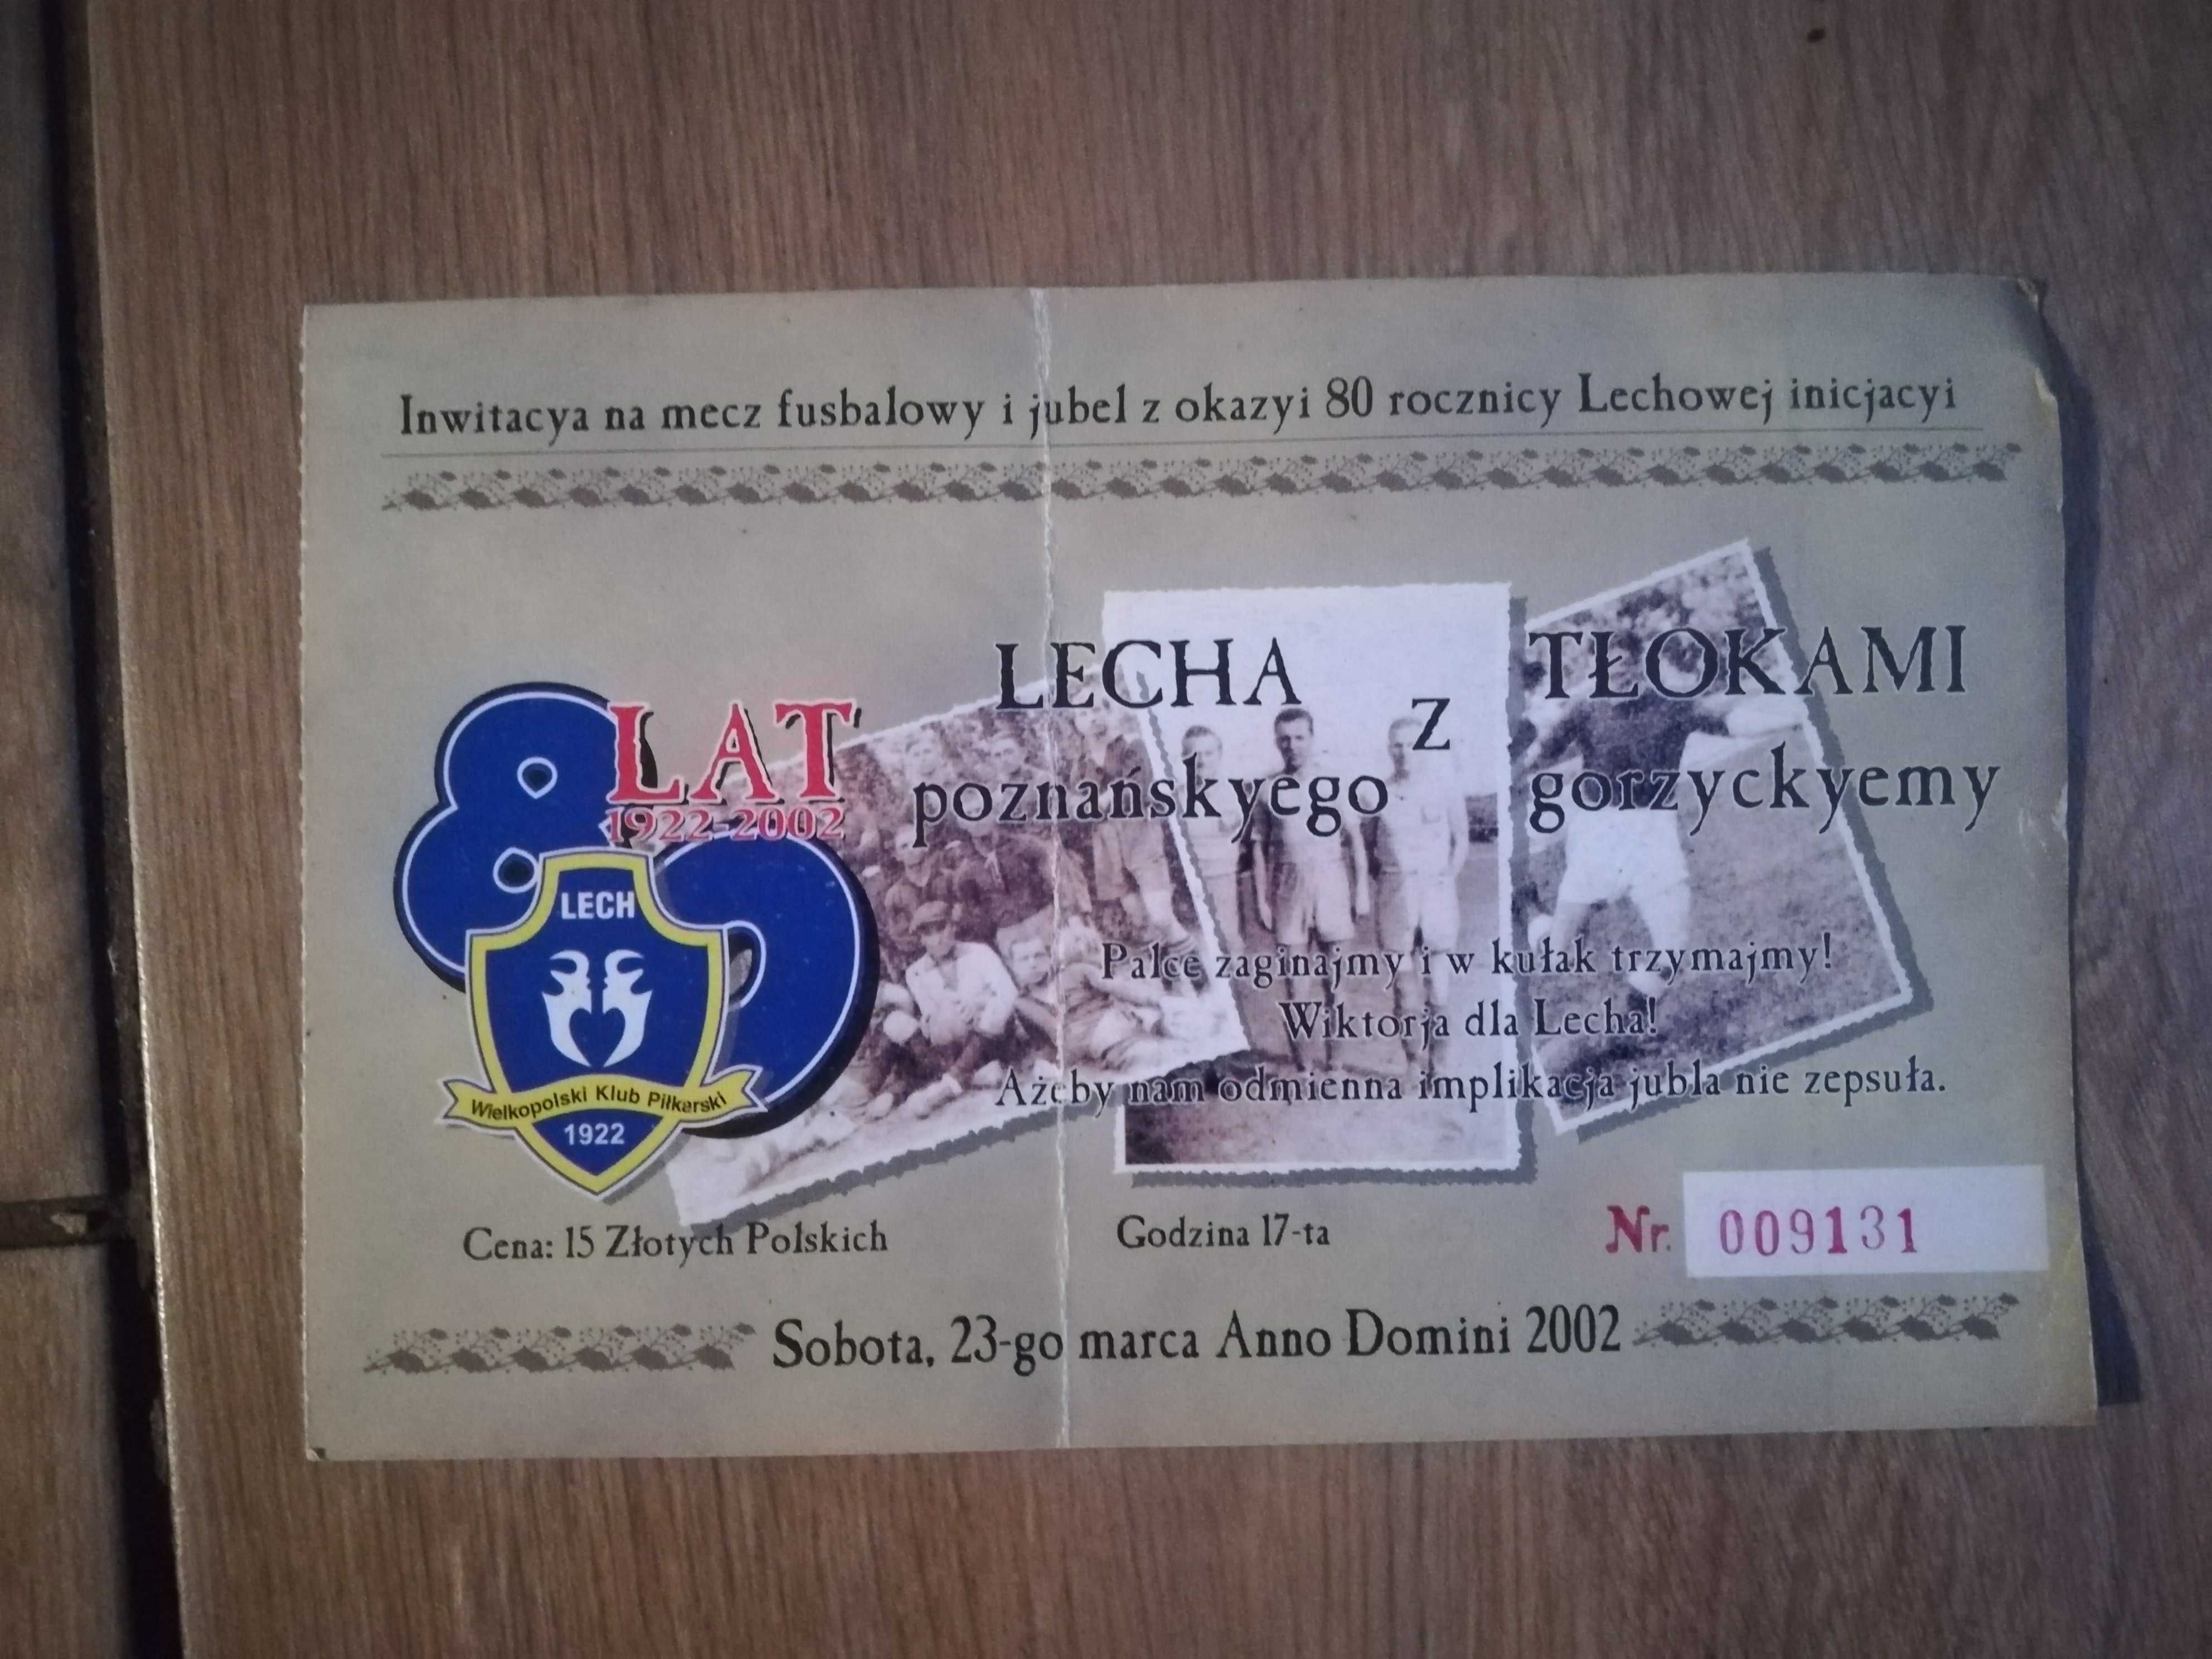 Inwitacya na mecz fusbalowy i jubel z okazyi 80 rocznicy Lechowej inicjacyi
80 LAT
1922-2002
LECH
Wielkopolski Klub Piłkarski
1922
LECHA
poznańskyego
Z
TŁOKAMI
gorzyckyemy
Palce zaginajmy i w kułak trzymajmy!
Wiktorja dla Lecha!
Ażeby nam odmienna implikacja jubla nie zepsuła.
Cena: 15 Złotych Polskich
Godzina 17-ta
Nr. 009131
Sobota, 23-go marca Anno Domini 2002